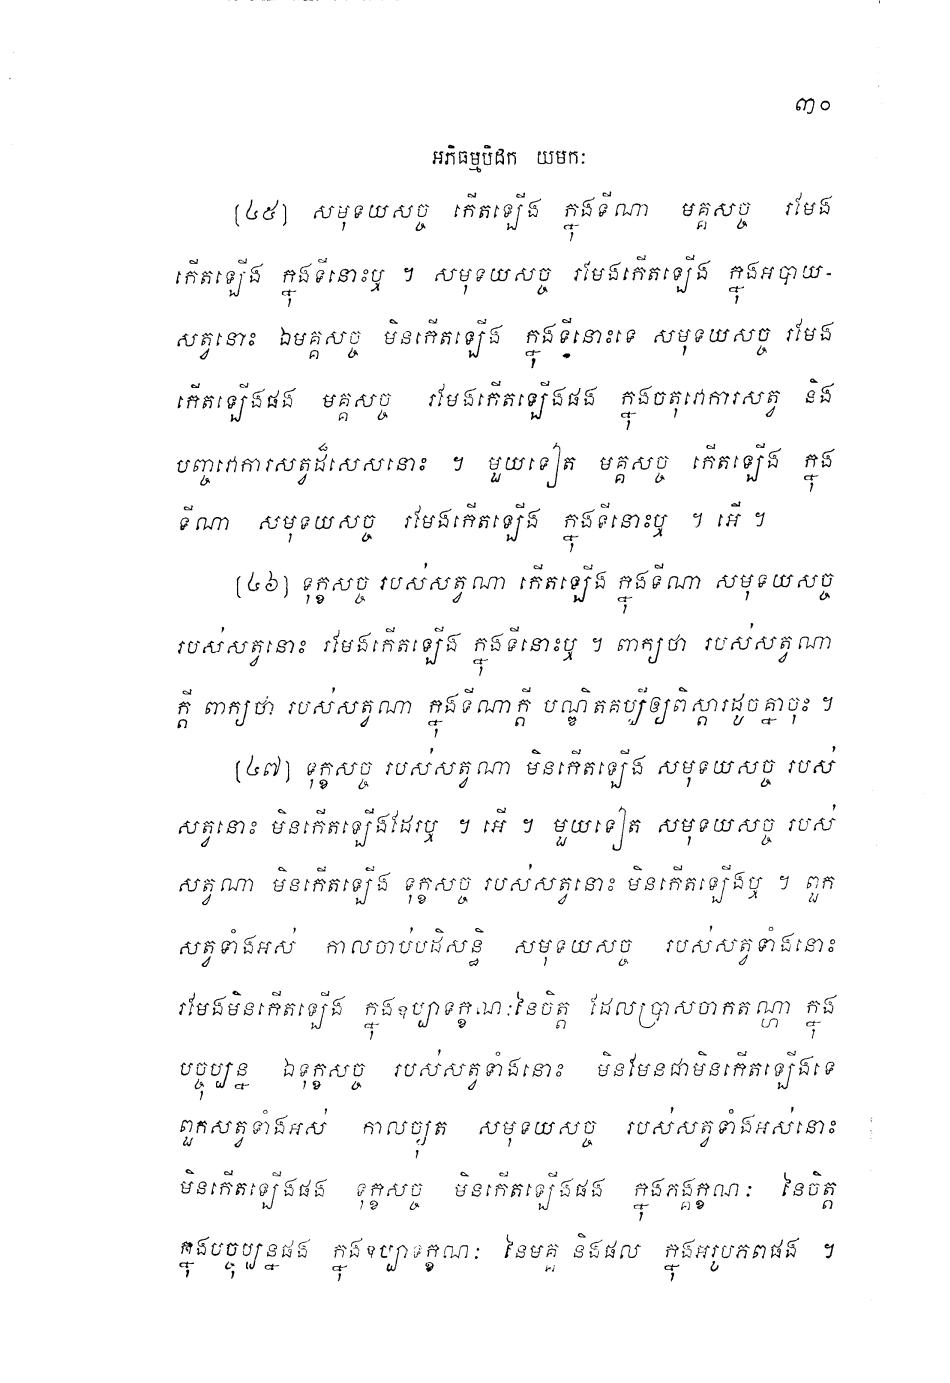 ៣០
អភិធម្មបិដក យមកៈ
(៤៥) សមុទយសច្ច កើតឡើង ក្នុងទីណា មគ្គសច្ច រមែង
កើតឡើង ក្នុងទីនោះឬ ។ សមុទយសច្ច រមែងកើតឡើង ក្នុងអបាយ-
សត្វនោះ ឯមគ្គសច្ច មិនកើតឡើង ក្នុងទីនោះទេ សមុទយសច្ច រមែង
កើតឡើងផង មគ្គសច្ច រមែងកើតឡើងផង ក្នុងចតុវោការសត្វ និង
បញ្ចវោការសត្វដ៏សេសនោះ ។ មួយទៀត មគ្គសច្ច កើតឡើង ក្នុង
ទីណា សមុទយសច្ច រមែងកើតឡើង ក្នុងទីនោះឬ ។ អើ ។
(៤៦) ទុក្ខសច្ច របស់សត្វណា កើតឡើង ក្នុងទីណា សមុទយសច្ច
របស់សត្វនោះ រមែងកើតឡើង ក្នុងទីនោះឬ ។ ពាក្យថា របស់សត្វណា
ក្តី ពាក្យថា របស់សត្វណា ក្នុងទីណាក្តី បណ្ឌិតគប្បីឲ្យពិស្តារដូចគ្នាចុះ ។
(៤៧) ទុក្ខសច្ច របស់សត្វណា មិនកើតឡើង សមុទយសច្ច របស់
សត្វនោះ មិនកើតឡើងដែរឬ ។ អើ ។ មួយទៀត សមុទយសច្ច របស់
សត្វណា មិនកើតឡើង ទុក្ខសច្ច របស់សត្វនោះ មិនកើតឡើងឬ ។ ពួក
សត្វទាំងអស់ កាលចាប់បដិសន្ធិ សមុទយសច្ច របស់សត្វទាំងនោះ
រមែងមិនកើតឡើង ក្នុងឧប្បាទក្ខណៈនៃចិត្ត ដែលប្រាសចាកតណ្ហា ក្នុង
បច្ចុប្បន្ន ឯទុក្ខសច្ច របស់សត្វទាំងនោះ មិនមែនជាមិនកើតឡើងទេ
ពួកសត្វទាំងអស់ កាលច្យុត សមុទយសច្ច របស់សត្វទាំងអស់នោះ
មិនកើតឡើងផង ទុក្ខសច្ច មិនកើតឡើងផង ក្នុងភង្គក្ខណៈ នៃចិត្ត
ក្នុងបច្ចុប្បន្នផង ក្នុងឧប្បាទក្ខណៈ នៃមគ្គ និងផល ក្នុងអរូបភពផង ។